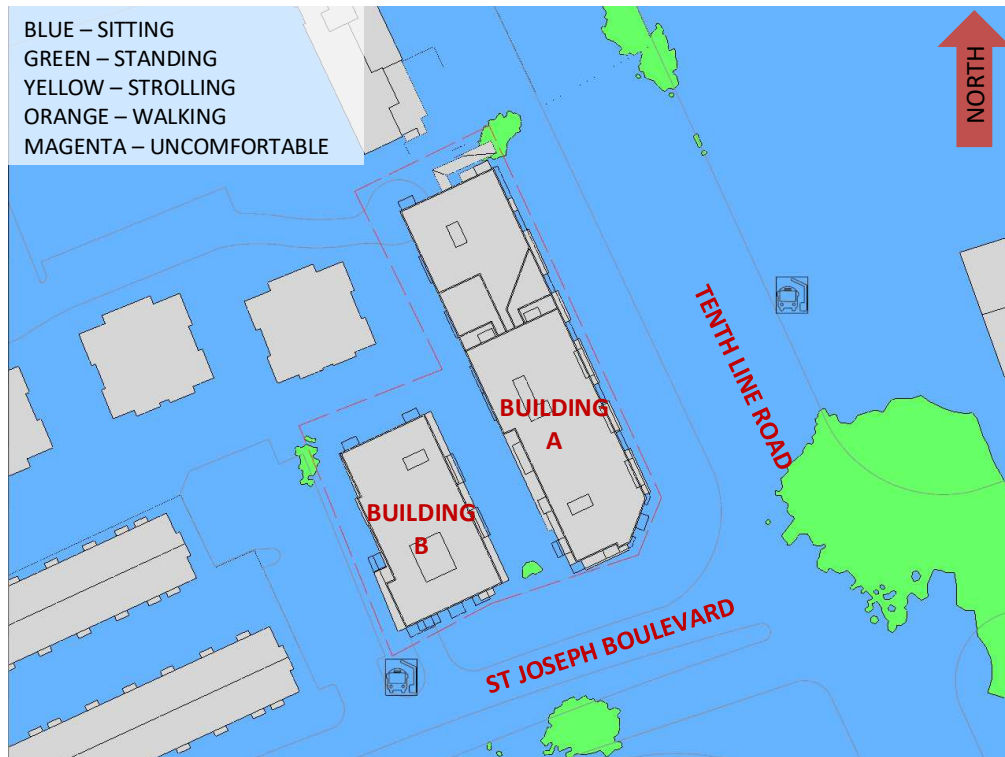 BLUE – SITTING
GREEN – STANDING
YELLOW – STROLLING
ORANGE – WALKING
MAGENTA – UNCOMFORTABLE
NORTH
TENTH LINE ROAD
BUILDING
A
BUILDING
B
ST JOSEPH BOULEVARD